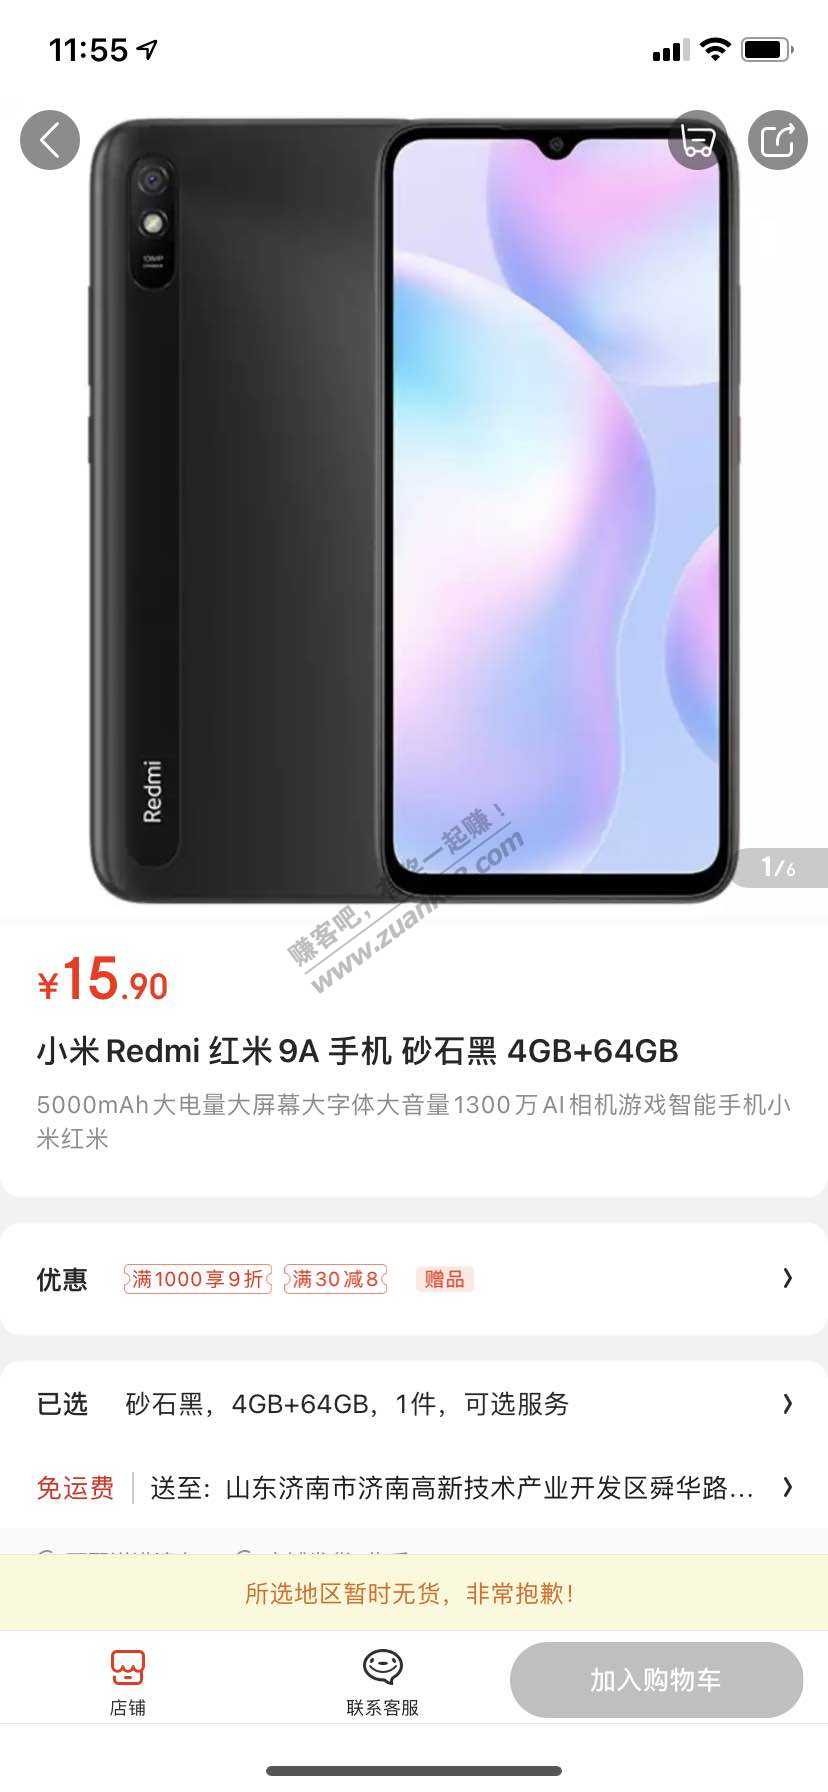 11:55
Redmi
赚客吧，有奖一起赚！
www.zuanke8.com
1/6
¥15.90
小米Redmi 红米9A 手机 砂石黑 4GB+64GB
5000mAh大电量大屏幕大字体大音量1300万AI相机游戏智能手机小
米红米
优惠 满1000享9折 满30减8 赠品
已选 砂石黑，4GB+64GB，1件，可选服务
免运费 送至：山东济南市济南高新技术产业开发区舜华路...
所选地区暂时无货，非常抱歉！
店铺 联系客服 加入购物车